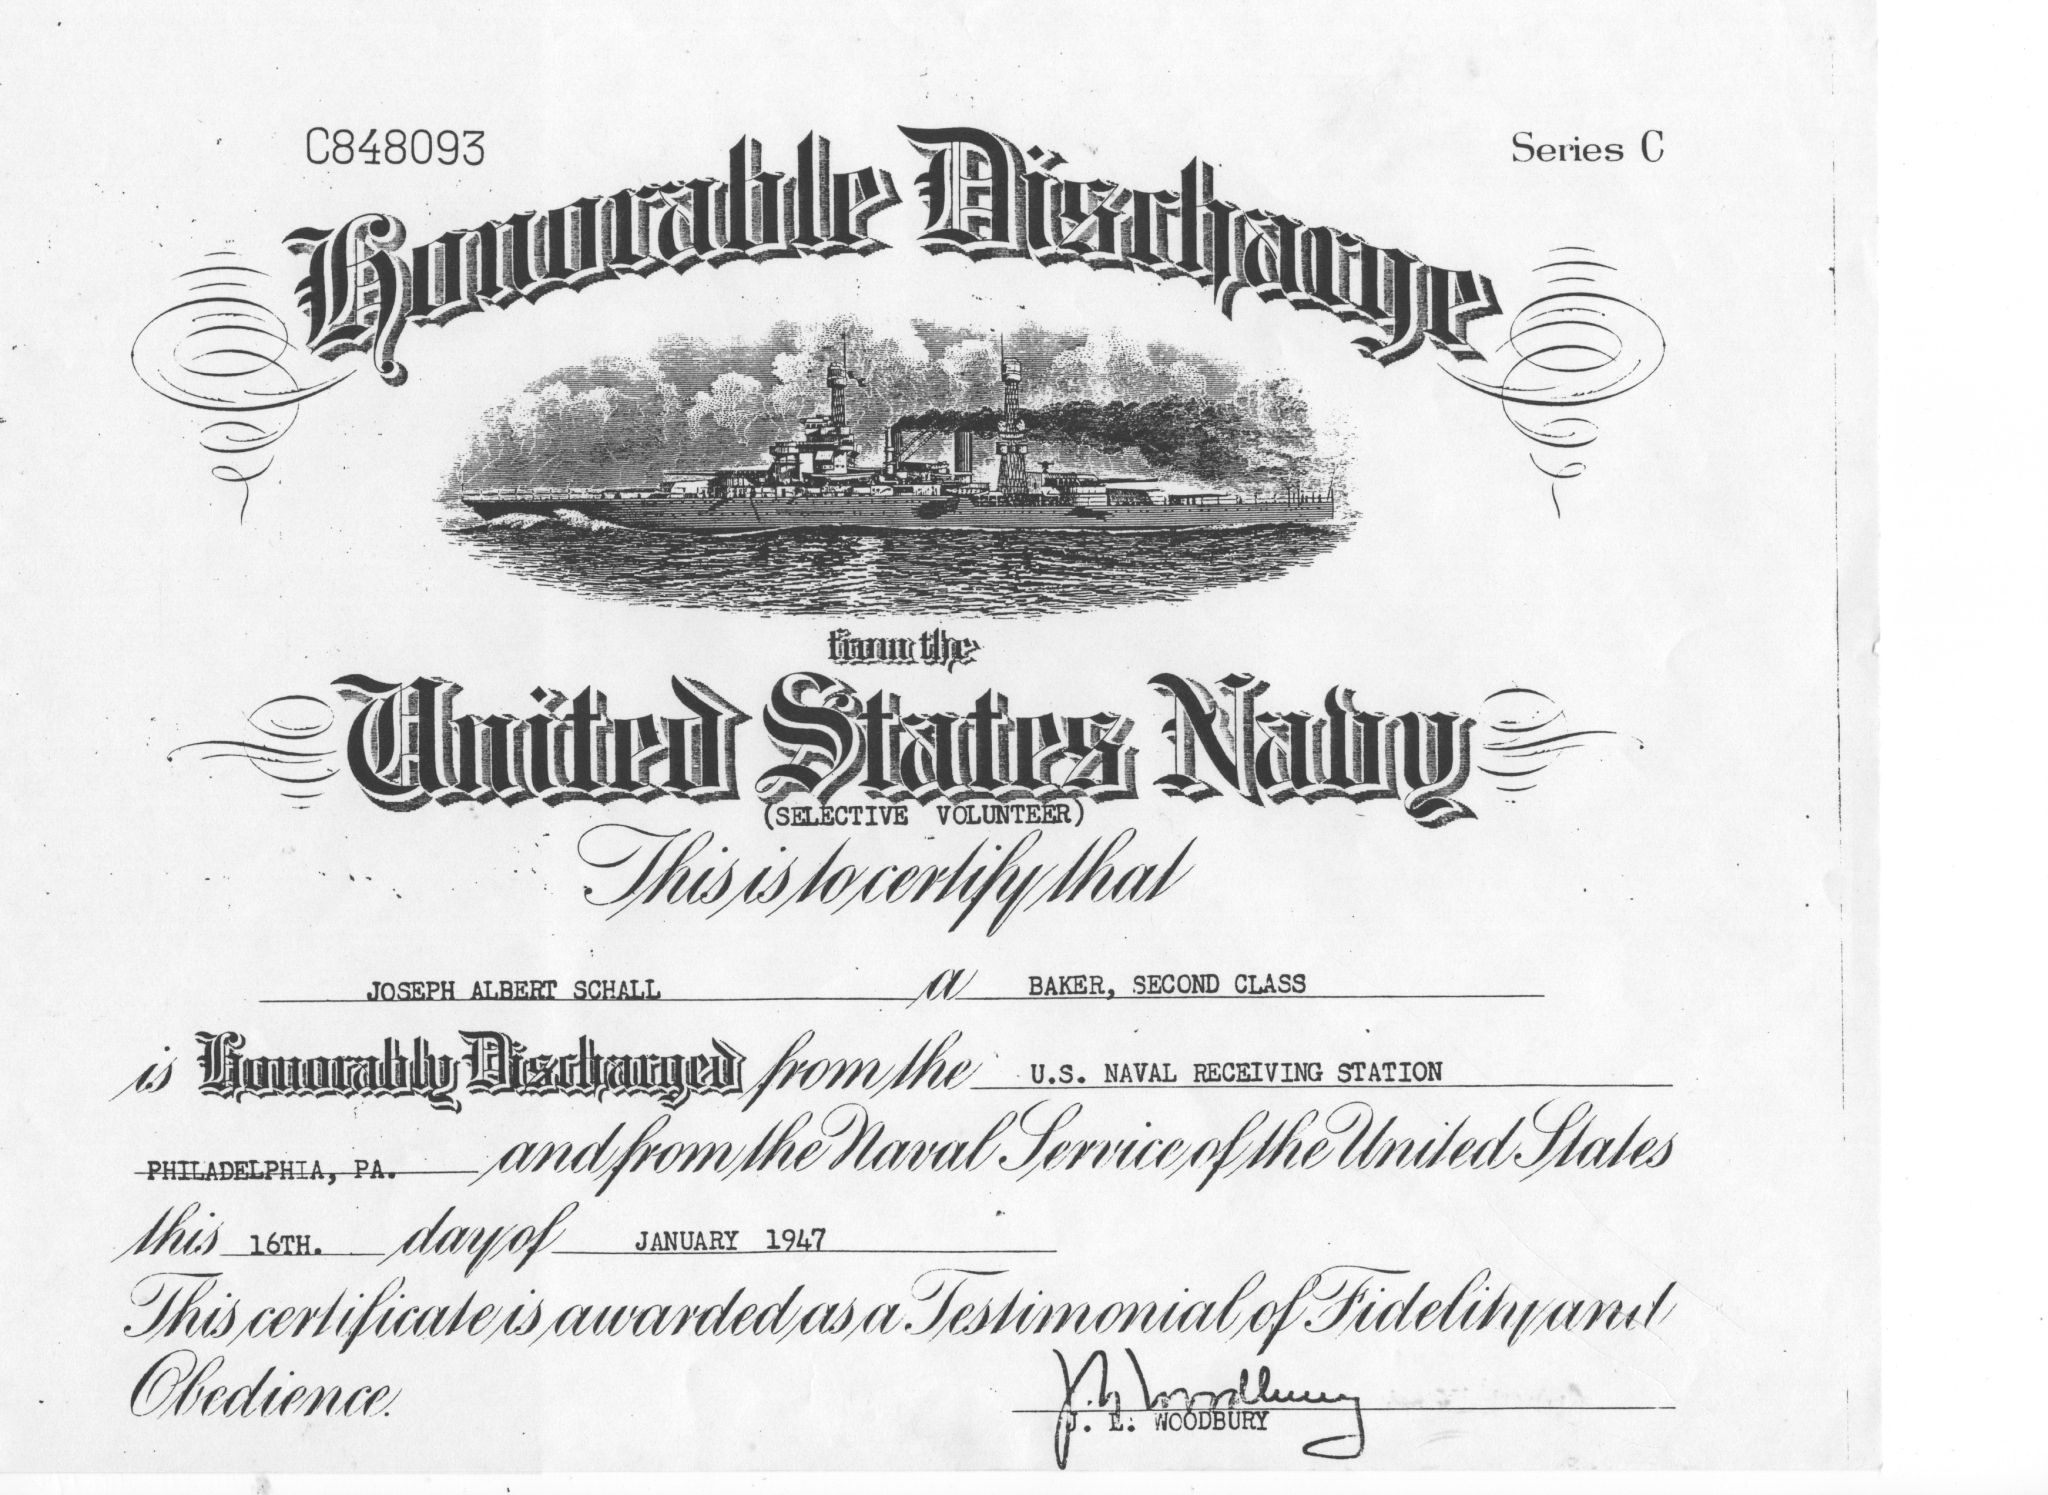 C848093
Series C
Honorable Discharge
from the
United States Navy
(SELECTIVE VOLUNTEER)
This is to certify that
JOSEPH ALBERT SCHALL a BAKER, SECOND CLASS
is Honorably Discharged from the U.S. NAVAL RECEIVING STATION
PHILADELPHIA, PA. and from the Naval Service of the United States
this 16TH. day of JANUARY 1947
This certificate is awarded as a Testimonial of Fidelity and
Obedience.
J. E. WOODBURY